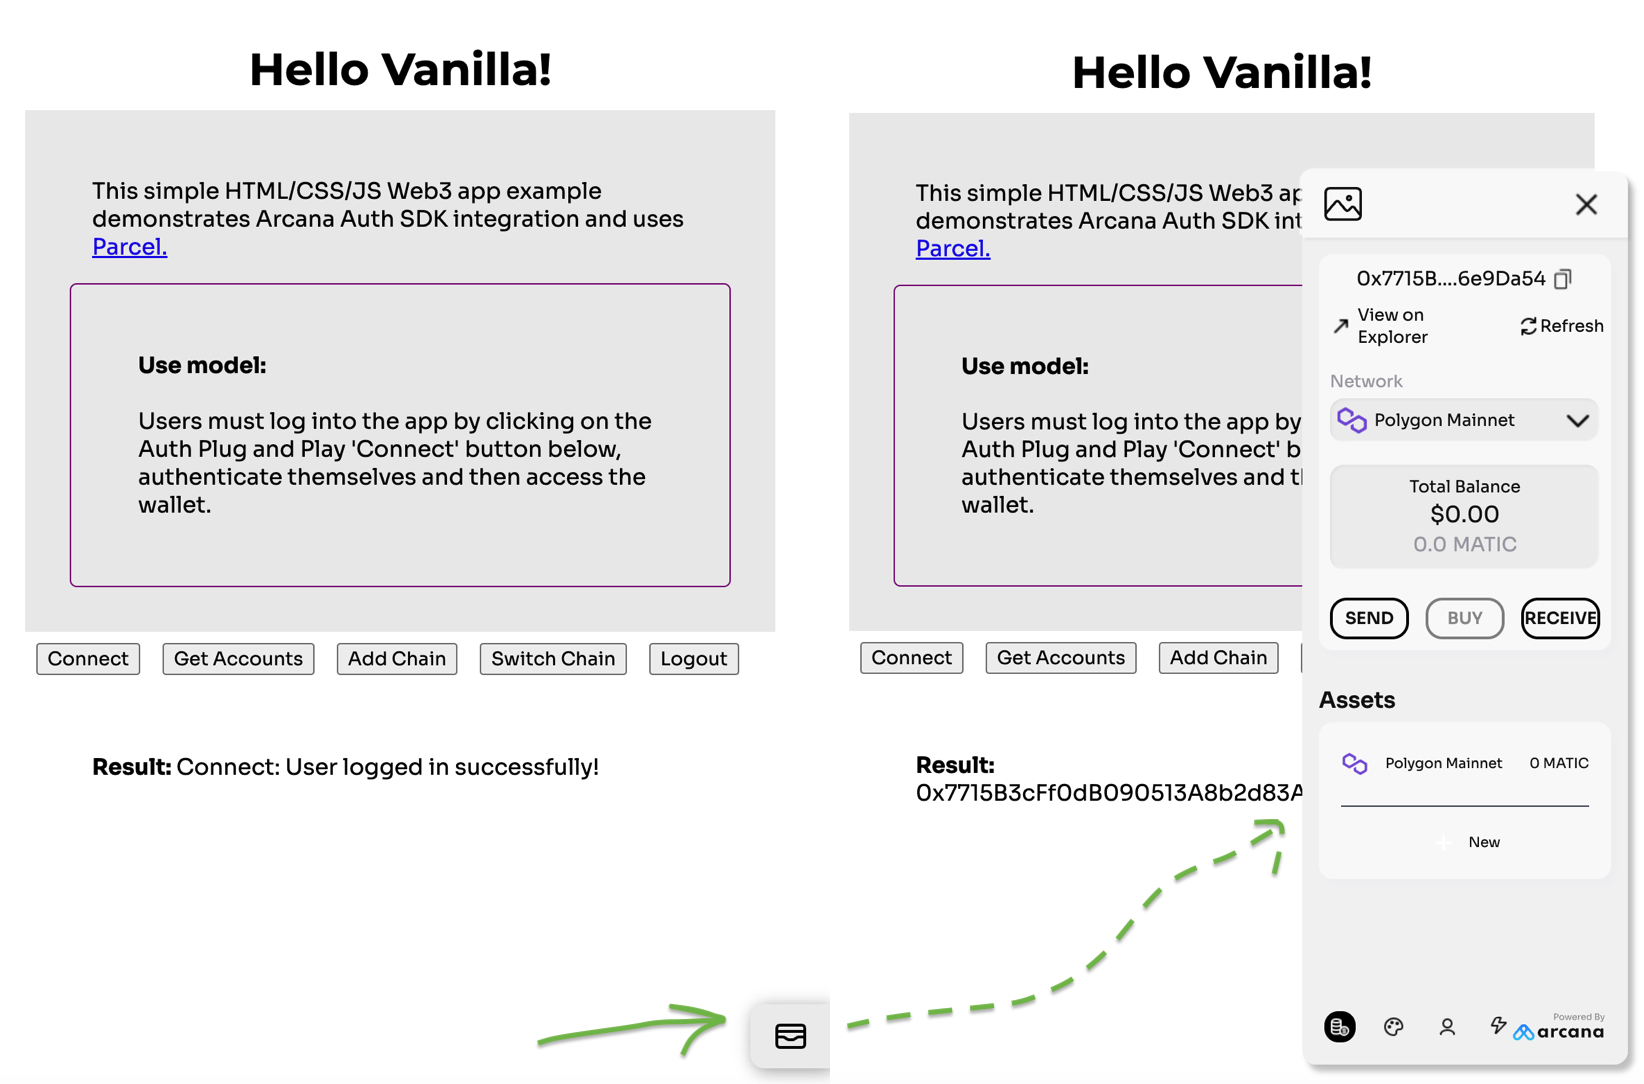 Hello Vanilla!
This simple HTML/CSS/JS Web3 app example
demonstrates Arcana Auth SDK integration and uses
Parcel.
Use model:
Users must log into the app by clicking on the
Auth Plug and Play 'Connect' button below,
authenticate themselves and then access the
wallet.
Connect
Get Accounts
Add Chain
Switch Chain
Logout
Result: Connect: User logged in successfully!
Hello Vanilla!
This simple HTML/CSS/JS Web3 ap
demonstrates Arcana Auth SDK int
Parcel.
Use model:
Users must log into the app by
Auth Plug and Play 'Connect' b
authenticate themselves and t
wallet.
Connect
Get Accounts
Add Chain
Result:
0x7715B3cFf0dB090513A8b2d83A
0x7715B....6e9Da54
View on
Explorer
Refresh
Network
Polygon Mainnet
Total Balance
$0.00
0.0 MATIC
SEND
BUY
RECEIVE
Assets
Polygon Mainnet
0 MATIC
New
Powered By
arcana